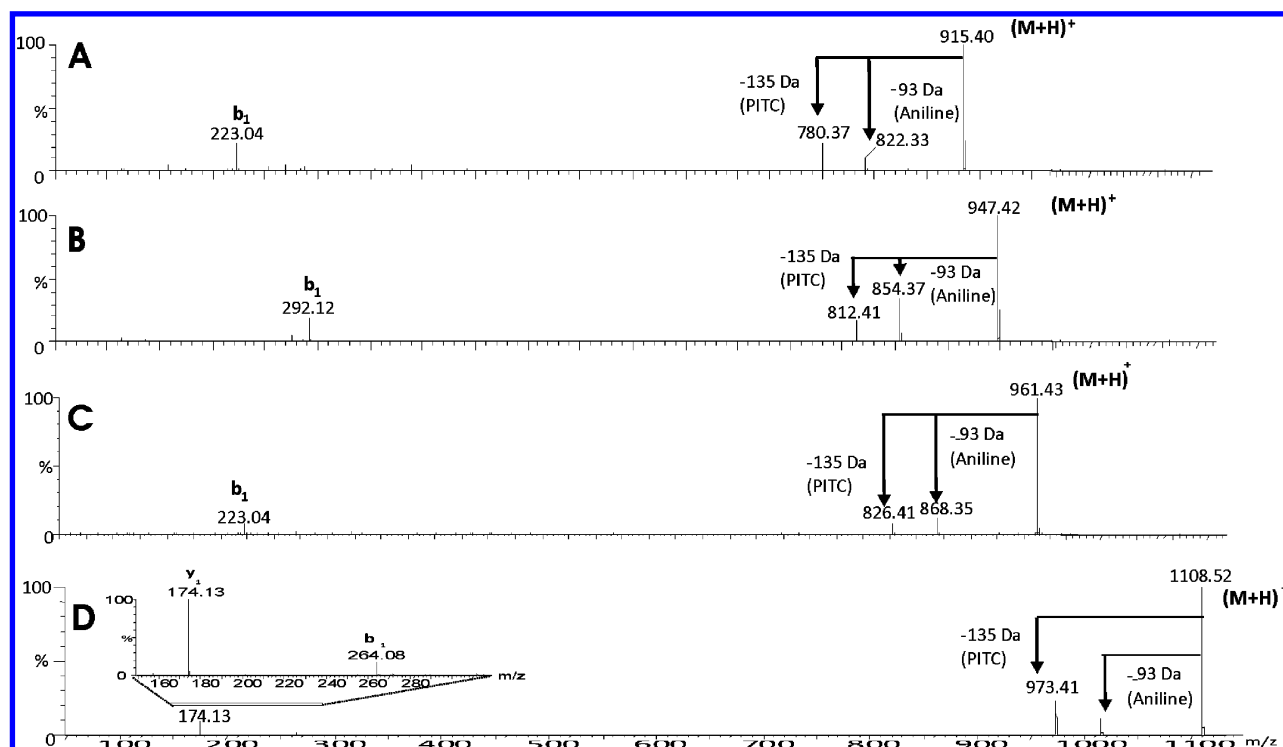 A
100
%
0
b1
223.04
-135 Da
(PITC)
780.37
-93 Da
(Aniline)
822.33
915.40
(M+H)+
B
100
%
0
b1
292.12
-135 Da
(PITC)
812.41
-93 Da
(Aniline)
854.37
947.42
(M+H)+
C
100
%
0
b1
223.04
-135 Da
(PITC)
826.41
-93 Da
(Aniline)
868.35
961.43
(M+H)+
D
100
%
0
y1
174.13
100
%
0
b1
264.08
160 180 200 220 240 260 280 m/z
174.13
-135 Da
(PITC)
973.41
-93 Da
(Aniline)
1108.52
(M+H)
100 200 300 400 500 600 700 800 900 1000 1100 m/z